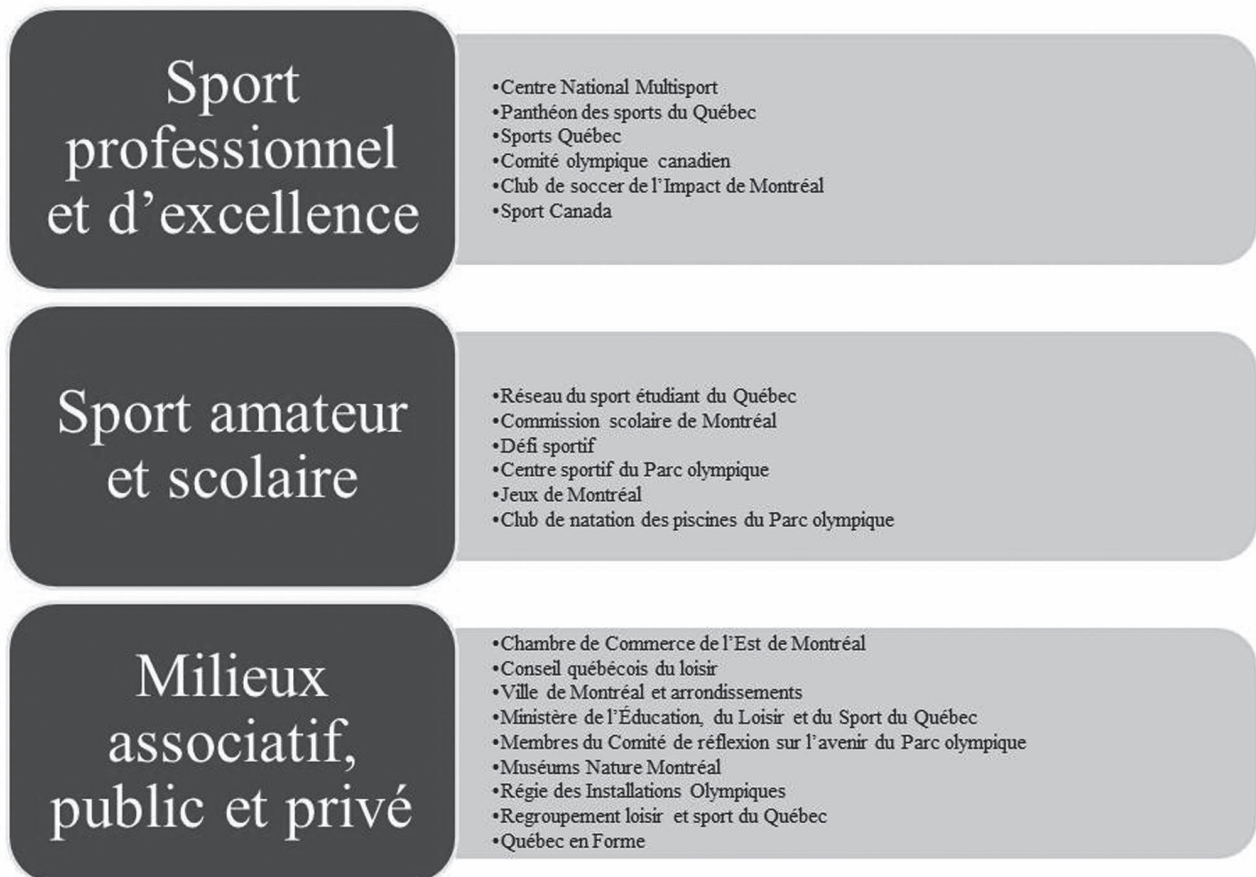 Sport
professionnel
et d’excellence
•Centre National Multisport
•Panthéon des sports du Québec
•Sports Québec
•Comité olympique canadien
•Club de soccer de l’Impact de Montréal
•Sport Canada
Sport amateur
et scolaire
•Réseau du sport étudiant du Québec
•Commission scolaire de Montréal
•Défi sportif
•Centre sportif du Parc olympique
•Jeux de Montréal
•Club de natation des piscines du Parc olympique
Milieux
associatif,
public et privé
•Chambre de Commerce de l’Est de Montréal
•Conseil québécois du loisir
•Ville de Montréal et arrondissements
•Ministère de l’Éducation, du Loisir et du Sport du Québec
•Membres du Comité de réflexion sur l’avenir du Parc olympique
•Muséums Nature Montréal
•Régie des Installations Olympiques
•Regroupement loisir et sport du Québec
•Québec en Forme